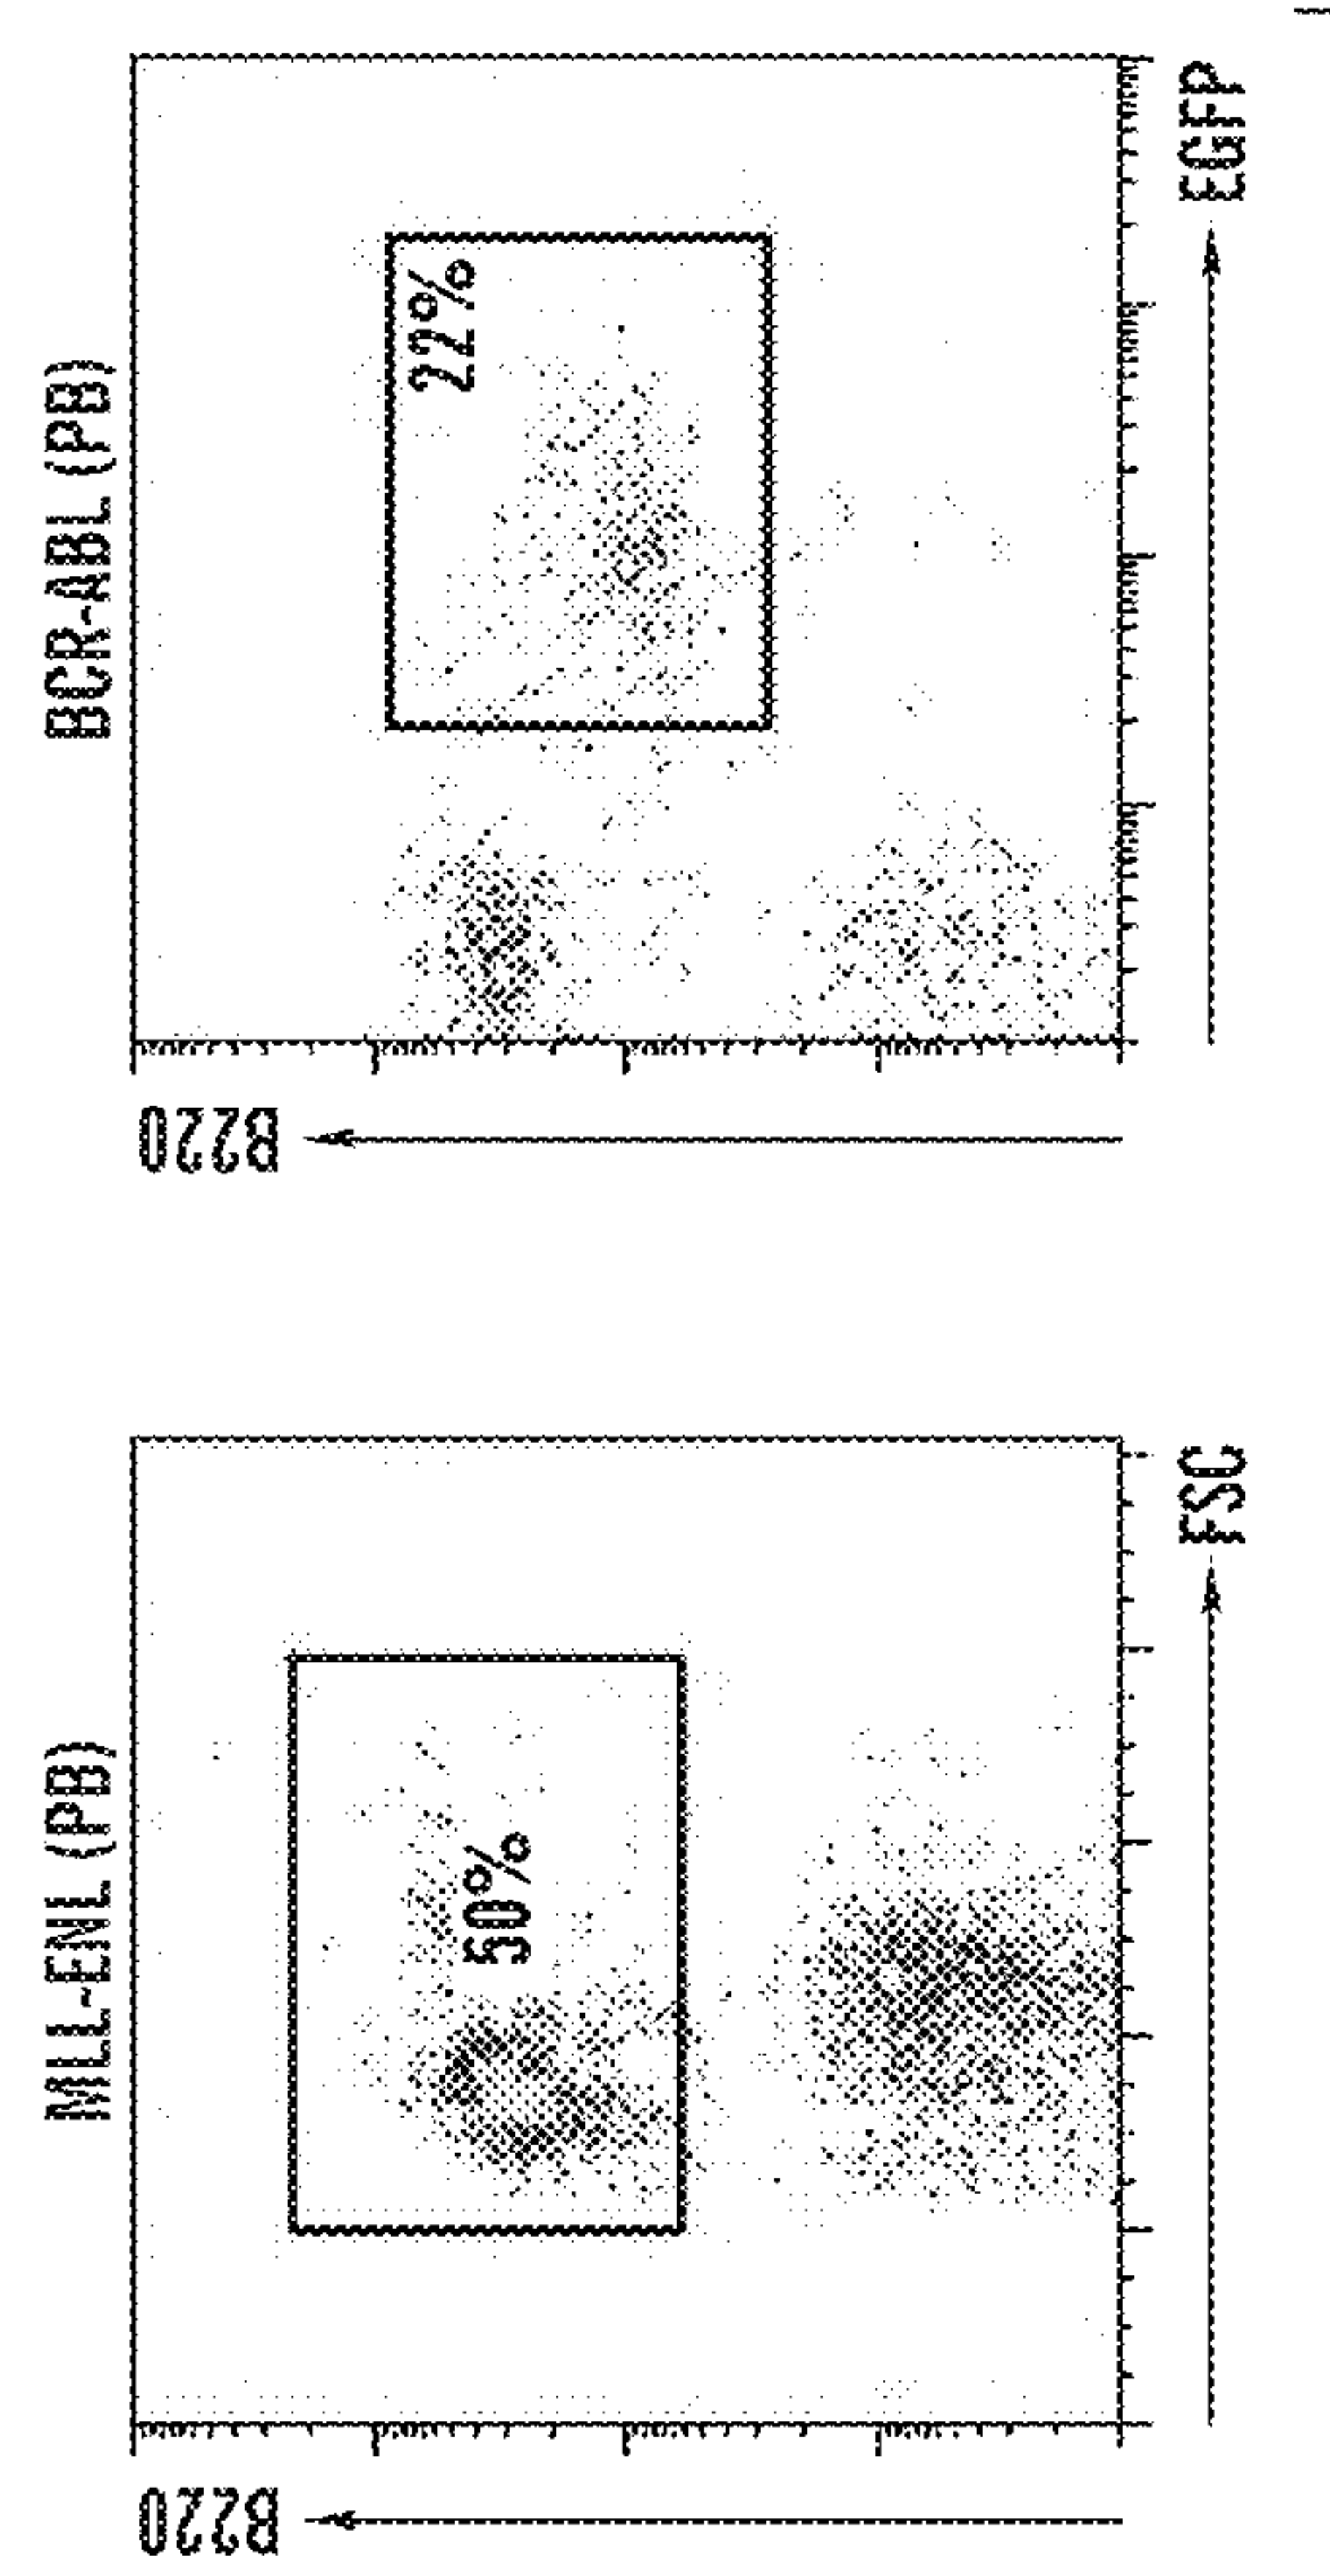 MLL-ENL (PB)
B220
50%
FSC
BCR-ABL (PB)
B220
22%
EGFP